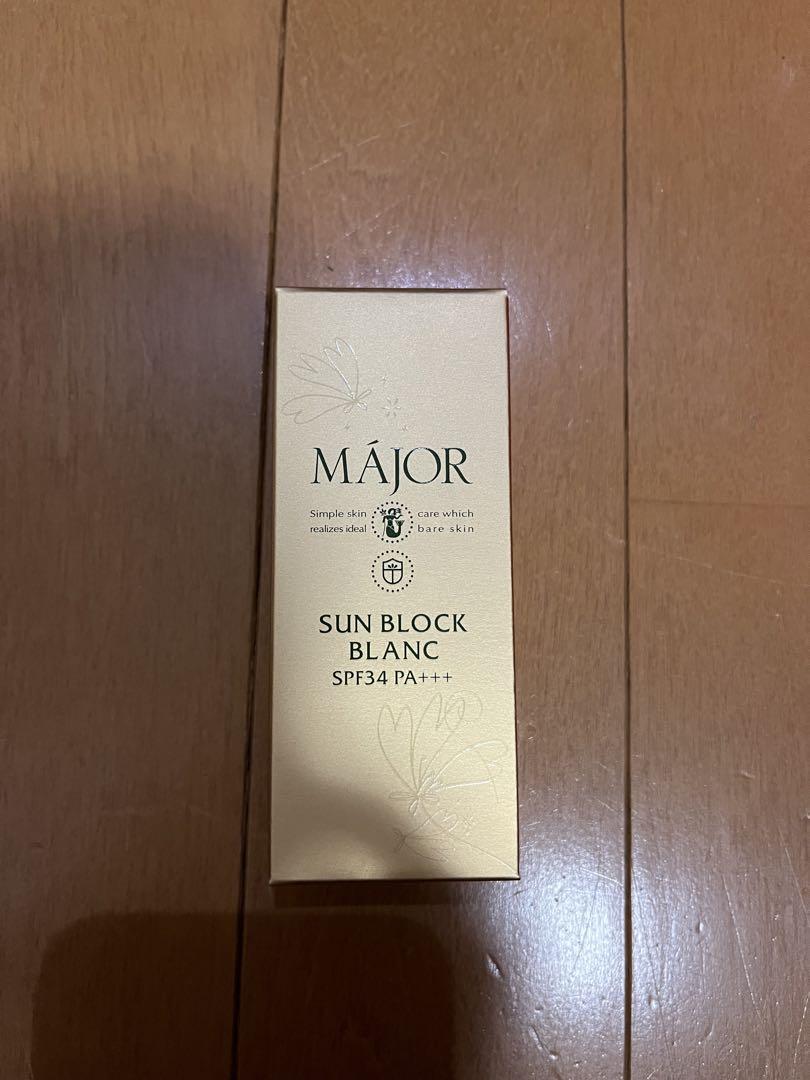 MÁJOR
Simple skin care which
realizes ideal bare skin
SUN BLOCK
BLANC
SPF34 PA+++